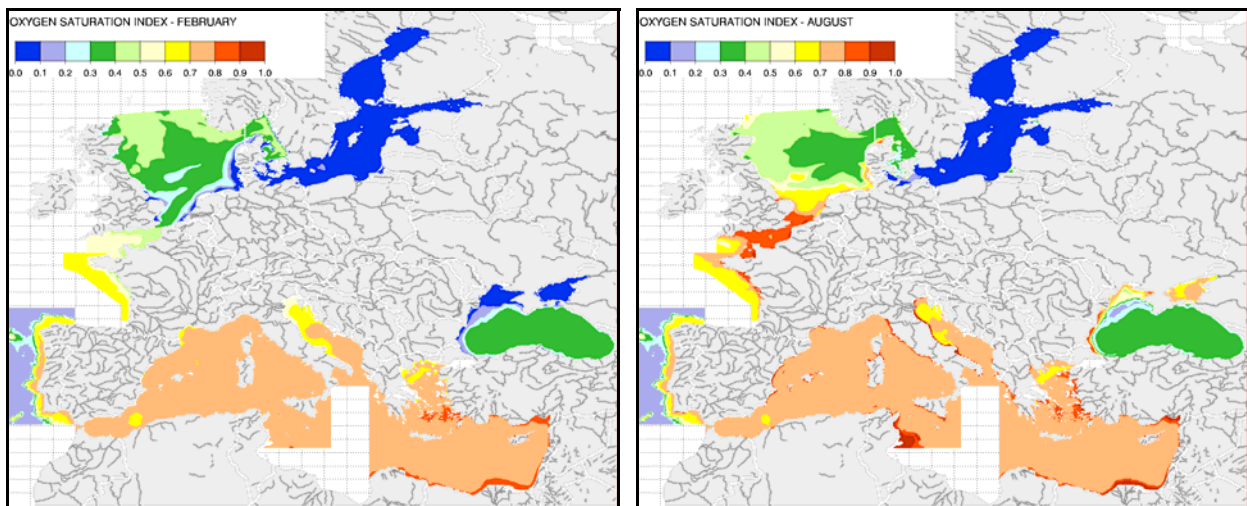 OXYGEN SATURATION INDEX - FEBRUARY
0.0 0.1 0.2 0.3 0.4 0.5 0.6 0.7 0.8 0.9 1.0
OXYGEN SATURATION INDEX - AUGUST
0.0 0.1 0.2 0.3 0.4 0.5 0.6 0.7 0.8 0.9 1.0